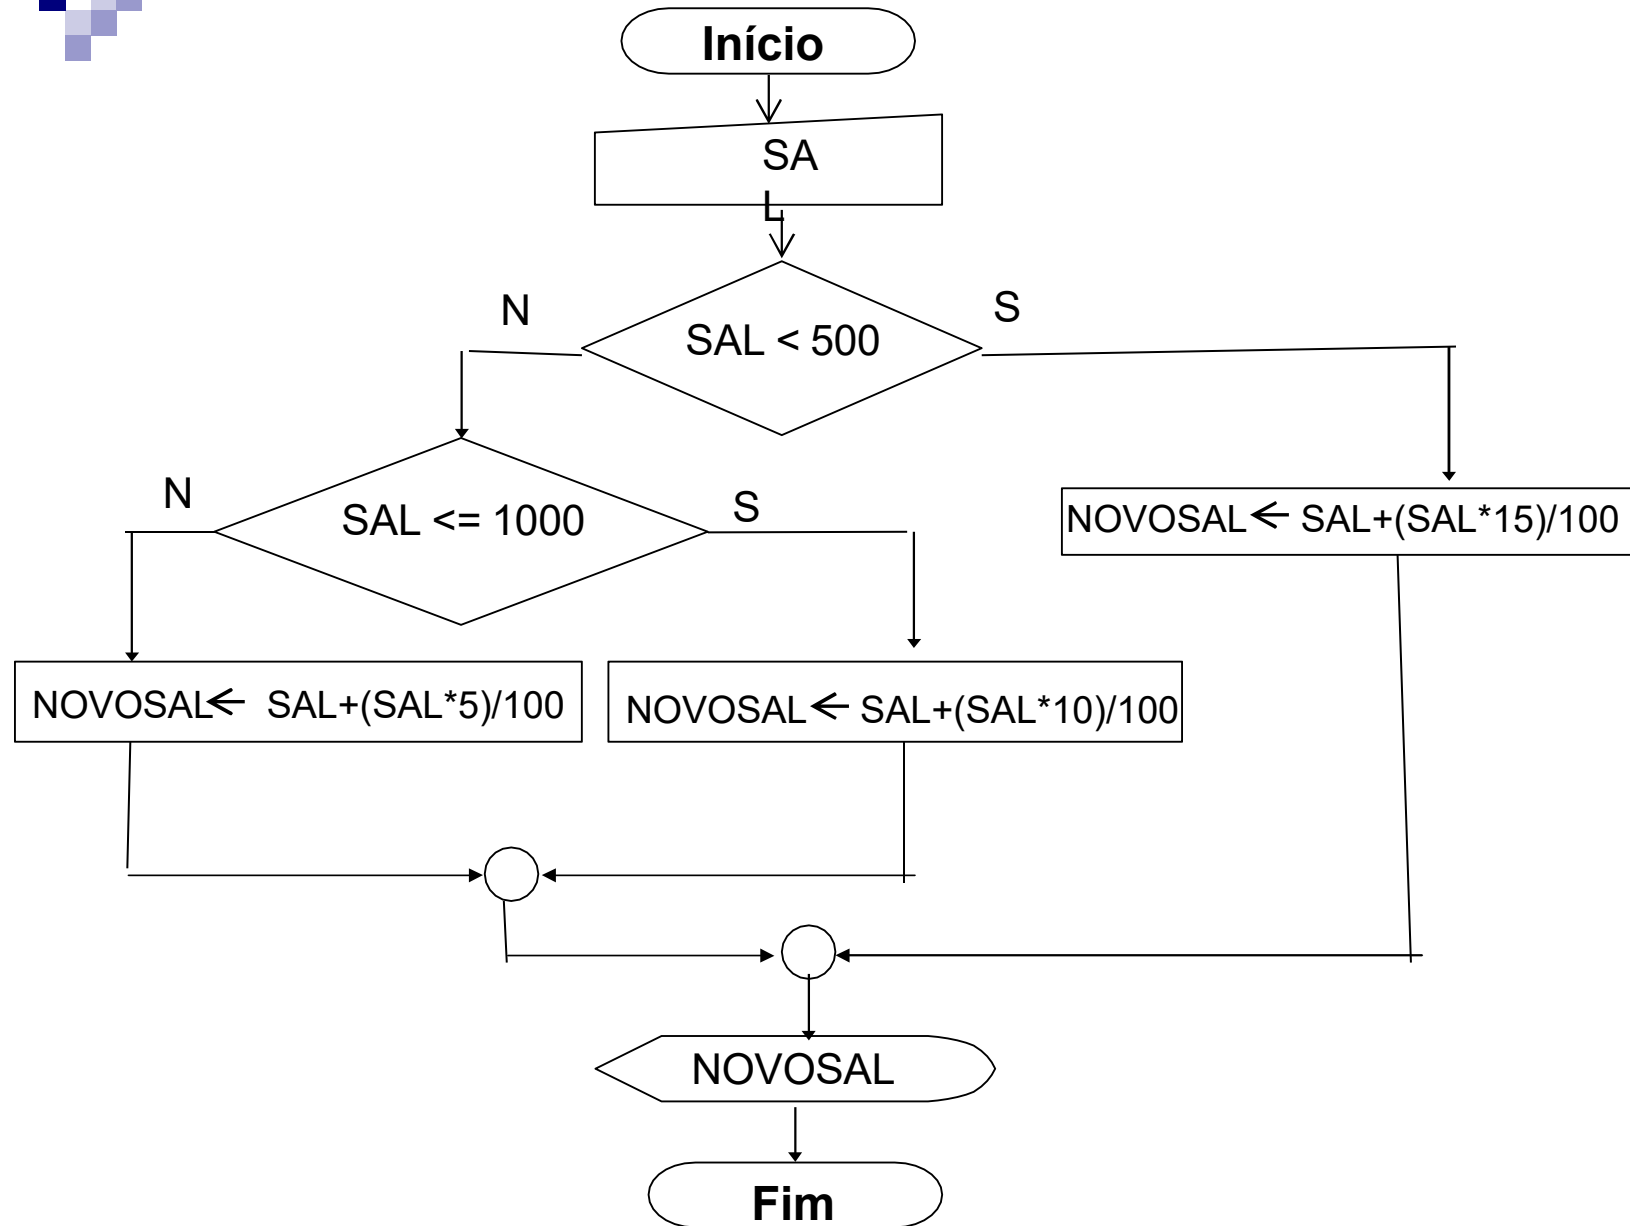 Início
SA
L
N
S
SAL < 500
N
S
SAL <= 1000
NOVOSAL← SAL+(SAL*15)/100
NOVOSAL← SAL+(SAL*5)/100
NOVOSAL← SAL+(SAL*10)/100
NOVOSAL
Fim